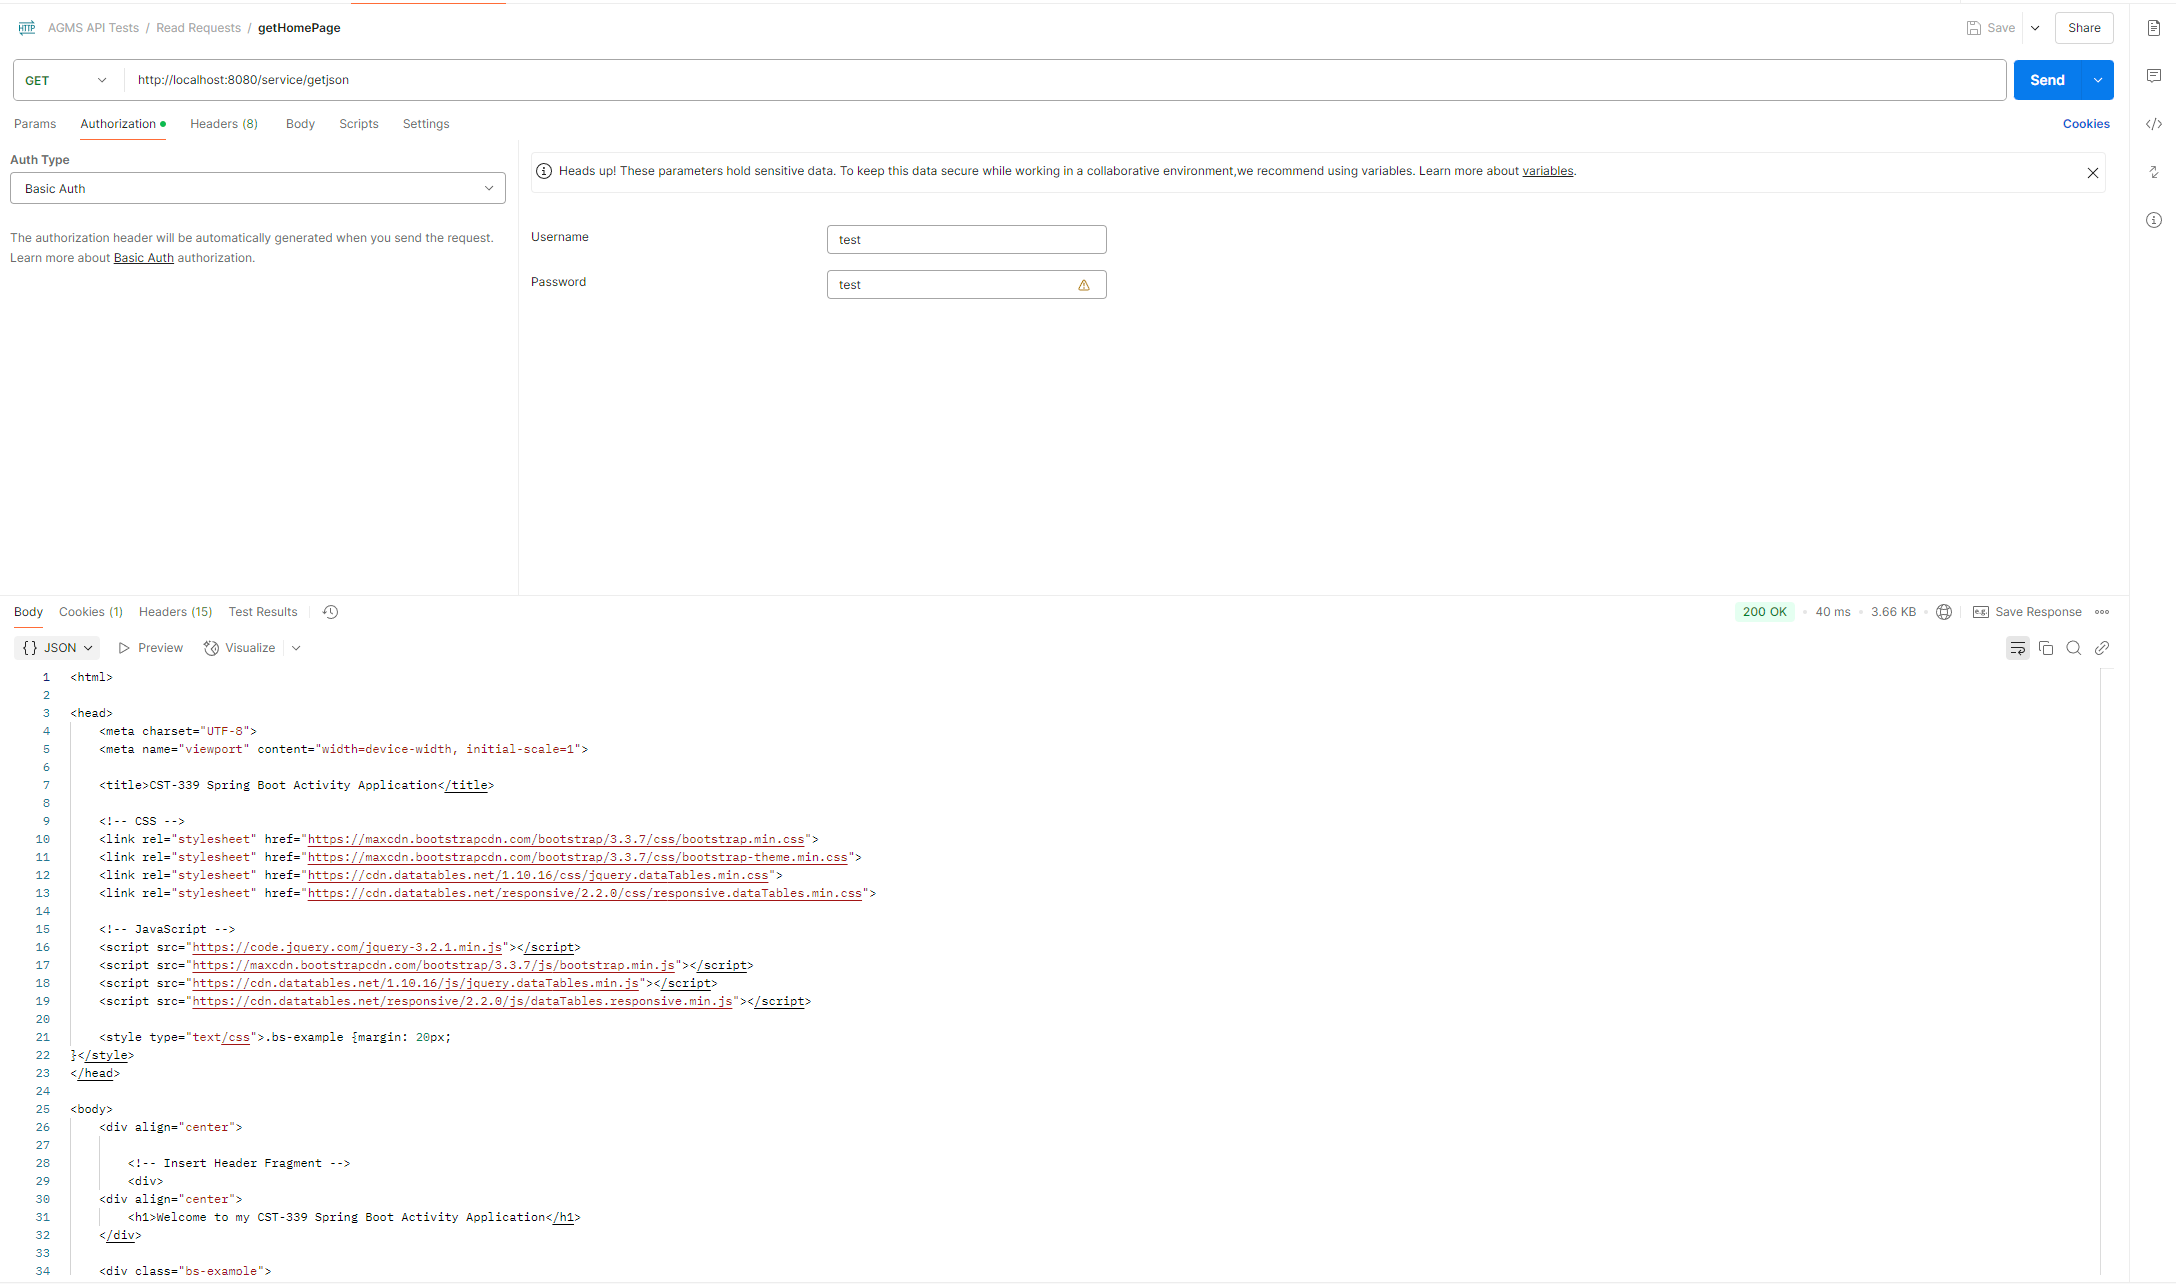 HTTP AGMS API Tests / Read Requests / getHomePage
Save
Share
GET http://localhost:8080/service/getjson
Send
Params Authorization Headers (8) Body Scripts Settings
Cookies
Auth Type
Basic Auth
The authorization header will be automatically generated when you send the request.
Learn more about Basic Auth authorization.
Heads up! These parameters hold sensitive data. To keep this data secure while working in a collaborative environment,we recommend using variables. Learn more about variables.
Username test
Password test
Body Cookies (1) Headers (15) Test Results
200 OK • 40 ms • 3.66 KB • e.g. Save Response
{} JSON Preview Visualize
1 <html>
2
3 <head>
4 <meta charset="UTF-8">
5 <meta name="viewport" content="width=device-width, initial-scale=1">
6
7 <title>CST-339 Spring Boot Activity Application</title>
8
9 <!-- CSS -->
10 <link rel="stylesheet" href="https://maxcdn.bootstrapcdn.com/bootstrap/3.3.7/css/bootstrap.min.css">
11 <link rel="stylesheet" href="https://maxcdn.bootstrapcdn.com/bootstrap/3.3.7/css/bootstrap-theme.min.css">
12 <link rel="stylesheet" href="https://cdn.datatables.net/1.10.16/css/jquery.dataTables.min.css">
13 <link rel="stylesheet" href="https://cdn.datatables.net/responsive/2.2.0/css/responsive.dataTables.min.css">
14
15 <!-- JavaScript -->
16 <script src="https://code.jquery.com/jquery-3.2.1.min.js"></script>
17 <script src="https://maxcdn.bootstrapcdn.com/bootstrap/3.3.7/js/bootstrap.min.js"></script>
18 <script src="https://cdn.datatables.net/1.10.16/js/jquery.dataTables.min.js"></script>
19 <script src="https://cdn.datatables.net/responsive/2.2.0/js/dataTables.responsive.min.js"></script>
20
21 <style type="text/css">.bs-example {margin: 20px;
22 }</style>
23 </head>
24
25 <body>
26 <div align="center">
27
28 <!-- Insert Header Fragment -->
29 <div>
30 <div align="center">
31 <h1>Welcome to my CST-339 Spring Boot Activity Application</h1>
32 </div>
33
34 <div class="bs-example">